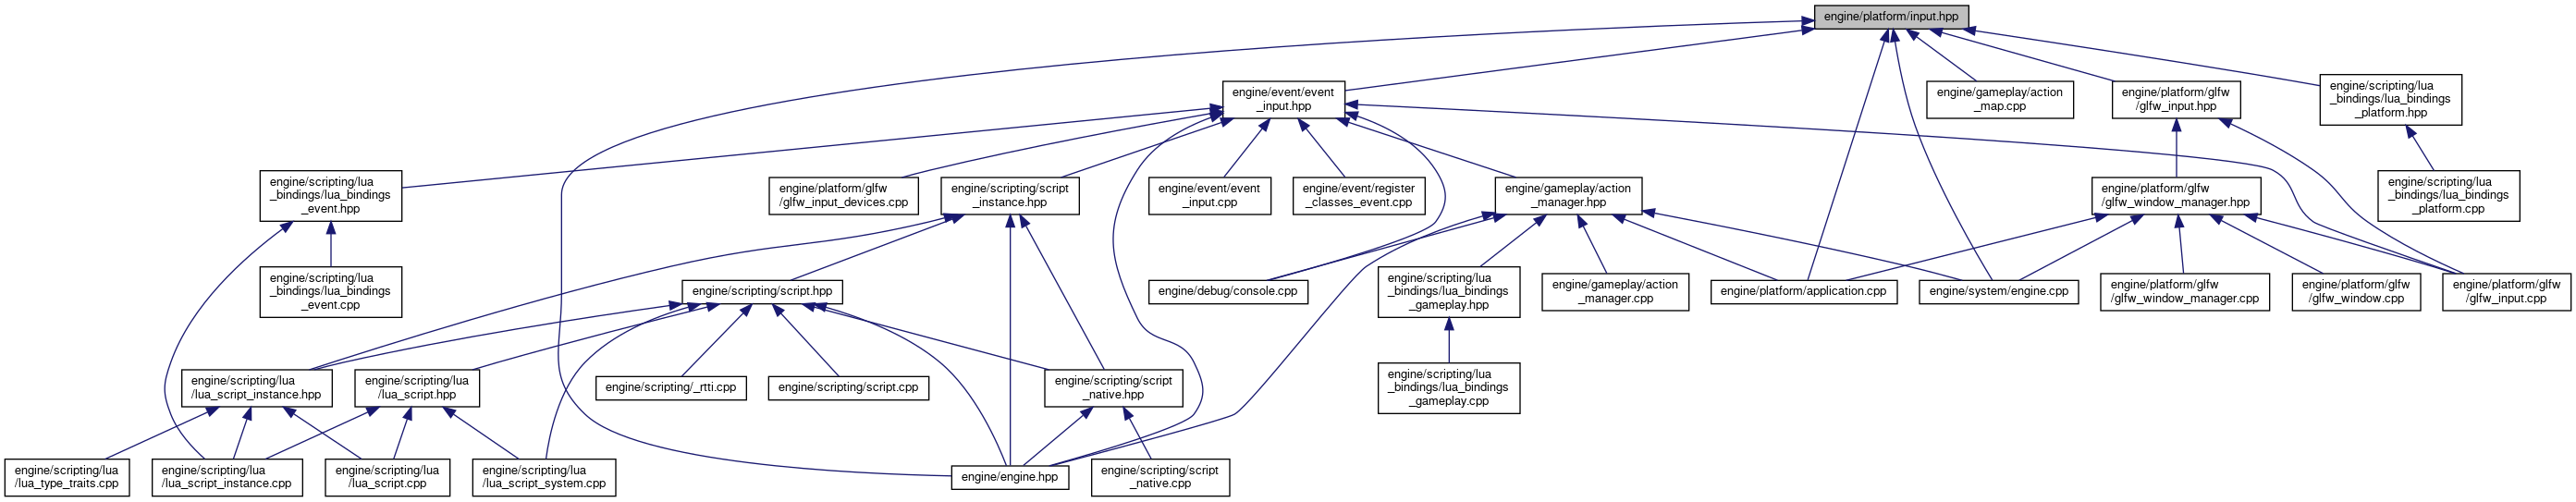 engine/platform/input.hpp
engine/event/event
_input.hpp
engine/gameplay/action
_map.cpp
engine/platform/glfw
/glfw_input.hpp
engine/scripting/lua
_bindings/lua_bindings
_platform.hpp
engine/scripting/lua
_bindings/lua_bindings
_event.hpp
engine/platform/glfw
/glfw_input_devices.cpp
engine/scripting/script
_instance.hpp
engine/event/event
_input.cpp
engine/event/register
_classes_event.cpp
engine/gameplay/action
_manager.hpp
engine/platform/glfw
/glfw_window_manager.hpp
engine/scripting/lua
_bindings/lua_bindings
_platform.cpp
engine/scripting/lua
_bindings/lua_bindings
_event.cpp
engine/scripting/script.hpp
engine/debug/console.cpp
engine/scripting/lua
_bindings/lua_bindings
_gameplay.hpp
engine/gameplay/action
_manager.cpp
engine/platform/application.cpp
engine/system/engine.cpp
engine/platform/glfw
/glfw_window_manager.cpp
engine/platform/glfw
/glfw_window.cpp
engine/platform/glfw
/glfw_input.cpp
engine/scripting/lua
/lua_script_instance.hpp
engine/scripting/lua
/lua_script.hpp
engine/scripting/_rtti.cpp
engine/scripting/script.cpp
engine/scripting/script
_native.hpp
engine/scripting/lua
_bindings/lua_bindings
_gameplay.cpp
engine/scripting/lua
/lua_type_traits.cpp
engine/scripting/lua
/lua_script_instance.cpp
engine/scripting/lua
/lua_script.cpp
engine/scripting/lua
/lua_script_system.cpp
engine/engine.hpp
engine/scripting/script
_native.cpp